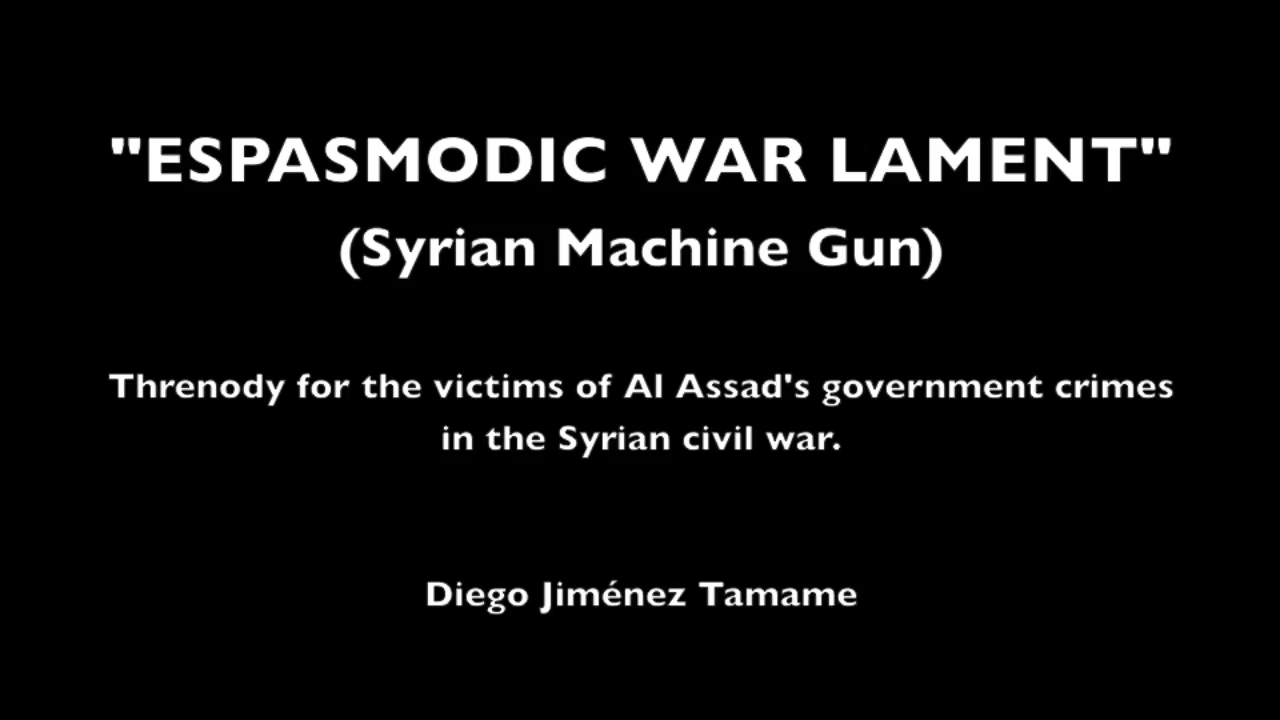 "ESPASMODIC WAR LAMENT"
(Syrian Machine Gun)
Threnody for the victims of Al Assad's government crimes
in the Syrian civil war.
Diego Jiménez Tamame